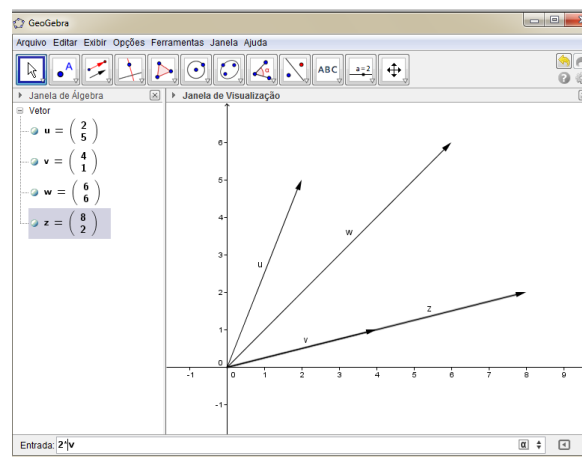 GeoGebra
Arquivo Editar Exibir Opções Ferramentas Janela Ajuda
A
ABC
a=2
Janela de Álgebra
Janela de Visualização
Vetor
u = ( 2 5 )
v = ( 4 1 )
w = ( 6 6 )
z = ( 8 2 )
6
5
4
3
2
1
0
-1
u
w
v
z
-1 0 1 2 3 4 5 6 7 8 9
Entrada: 2*v
α